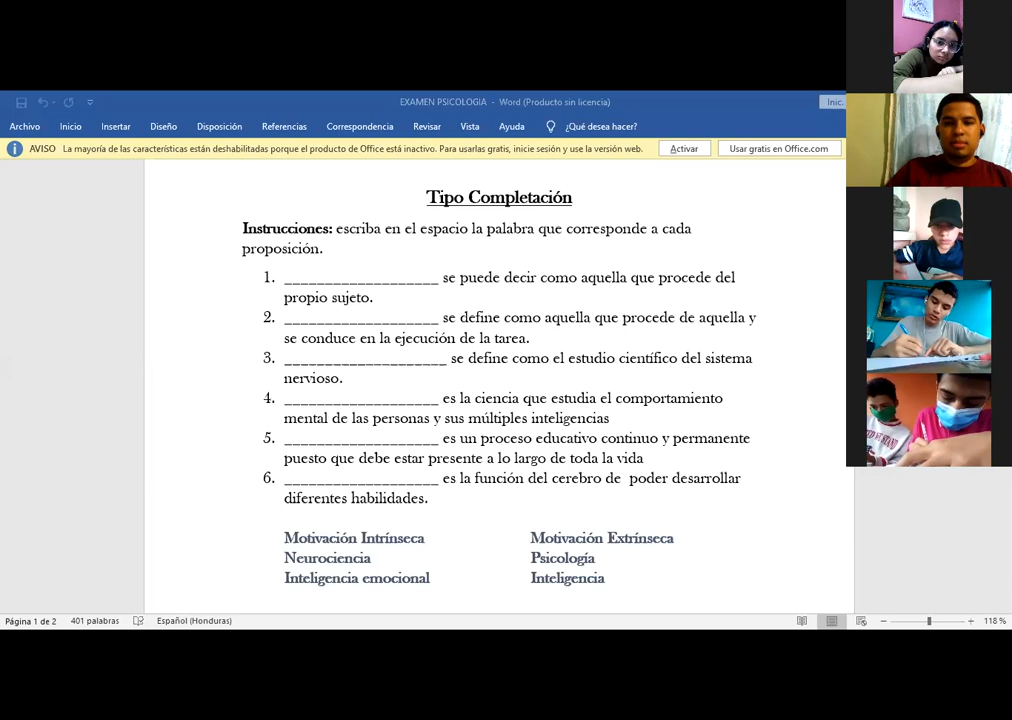 EXAMEN PSICOLOGIA - Word (Producto sin licencia)
Inic.
Archivo Inicio Insertar Diseño Disposición Referencias Correspondencia Revisar Vista Ayuda ¿Qué desea hacer?
AVISO La mayoría de las características están deshabilitadas porque el producto de Office está inactivo. Para usarlas gratis, inicie sesión y use la versión web. Activar Usar gratis en Office.com
Tipo Completación
Instrucciones: escriba en el espacio la palabra que corresponde a cada
proposición.
1. ___________________ se puede decir como aquella que procede del
propio sujeto.
2. ___________________ se define como aquella que procede de aquella y
se conduce en la ejecución de la tarea.
3. ____________________ se define como el estudio científico del sistema
nervioso.
4. ___________________ es la ciencia que estudia el comportamiento
mental de las personas y sus múltiples inteligencias
5. ___________________ es un proceso educativo continuo y permanente
puesto que debe estar presente a lo largo de toda la vida
6. ___________________ es la función del cerebro de poder desarrollar
diferentes habilidades.
Motivación Intrínseca Motivación Extrínseca
Neurociencia Psicología
Inteligencia emocional Inteligencia
Página 1 de 2 401 palabras Español (Honduras) 118 %